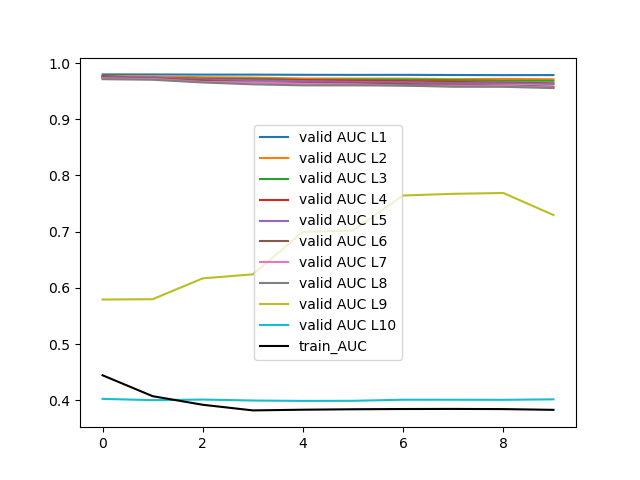 1.0
0.9
0.8
0.7
0.6
0.5
0.4
valid AUC L1
valid AUC L2
valid AUC L3
valid AUC L4
valid AUC L5
valid AUC L6
valid AUC L7
valid AUC L8
valid AUC L9
valid AUC L10
train_AUC
0 2 4 6 8